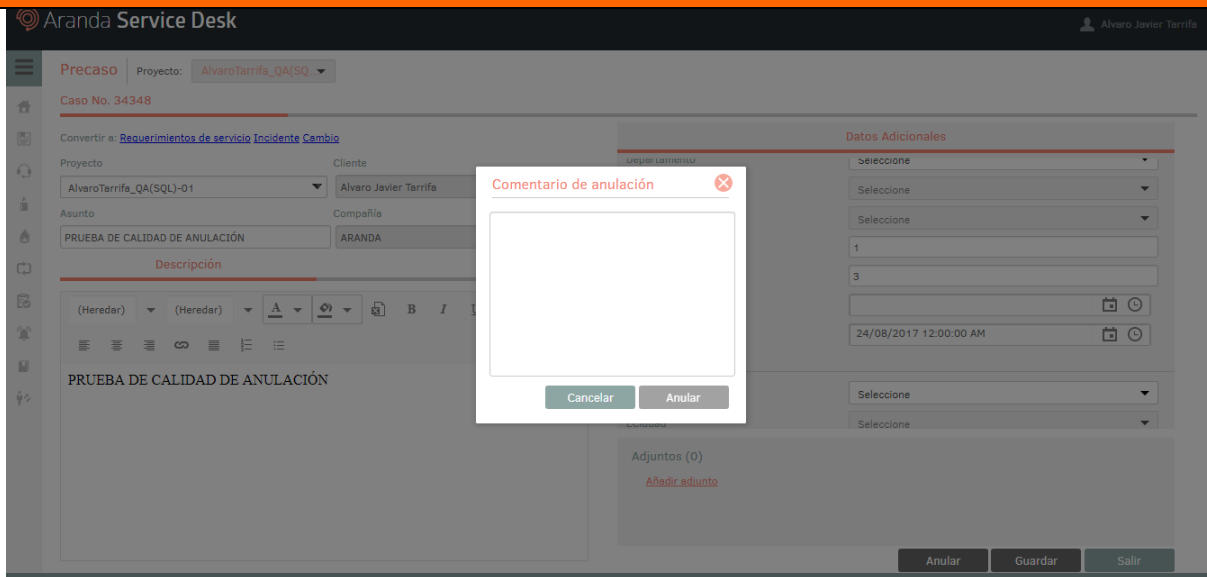 Aranda Service Desk
Alvaro Javier Tarrifa
Precaso
Proyecto:
AlvaroTarrifa_QA(SQ...
Caso No. 34348
Convertir a: Requerimientos de servicio Incidente Cambio
Proyecto
Cliente
AlvaroTarrifa_QA(SQL)-01
Alvaro Javier Tarrifa
Asunto
Compañía
PRUEBA DE CALIDAD DE ANULACIÓN
ARANDA
Descripción
(Heredar)
(Heredar)
A
B
I
U
PRUEBA DE CALIDAD DE ANULACIÓN
Comentario de anulación
Cancelar
Anular
Datos Adicionales
Departamento
Seleccione
Seleccione
Seleccione
1
3
24/08/2017 12:00:00 AM
Seleccione
Seleccione
Adjuntos (0)
Añadir adjunto
Anular
Guardar
Salir